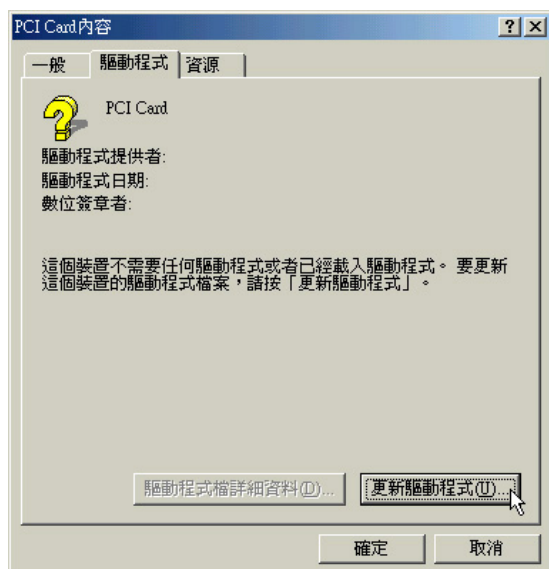 PCI Card內容
一般
驅動程式
資源
PCI Card
驅動程式提供者:
驅動程式日期:
數位簽章者:
這個裝置不需要任何驅動程式或者已經載入驅動程式。 要更新
這個裝置的驅動程式檔案，請按「更新驅動程式」。
驅動程式檔詳細資料(D)...
更新驅動程式(U)...
確定
取消